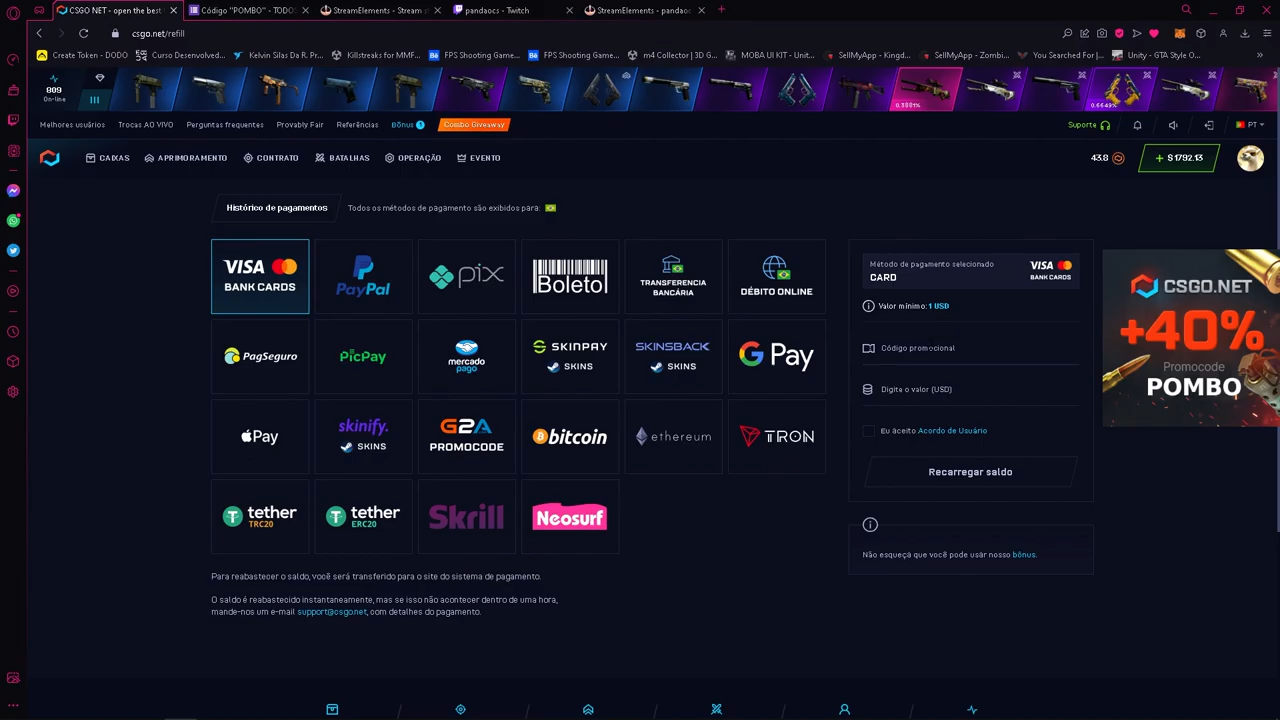 CSGO NET - open the best
Código "POMBO" - TODOS
StreamElements - Stream s
pandaocs - Twitch
StreamElements - pandaoc
csgo.net/refill
Create Token - DODO
Curso Desenvolved...
Kelvin Silas Da R. Prac...
Killstreaks for MMF...
FPS Shooting Game...
FPS Shooting Game...
m4 Collector | 3D G...
MOBA UI KIT - Unit...
SellMyApp - Kingd...
SellMyApp - Zombi...
You Searched For |...
Unity - GTA Style O...
809
On-line
0.3881%
0.6649%
Melhores usuários
Trocas AO VIVO
Perguntas frequentes
Provably Fair
Referências
Bônus
Combo Giveaway
Suporte
PT
CAIXAS
APRIMORAMENTO
CONTRATO
BATALHAS
OPERAÇÃO
EVENTO
43.8
+ $ 1792.13
Histórico de pagamentos
Todos os métodos de pagamento são exibidos para:
VISA
BANK CARDS
PayPal
pix
Boleto
TRANSFERENCIA
BANCÁRIA
DÉBITO ONLINE
PagSeguro
PicPay
mercado
pago
SKINPAY
SKINS
SKINSBACK
SKINS
G Pay
Pay
skinify.
SKINS
G2A
PROMOCODE
bitcoin
ethereum
TRON
tether
TRC20
tether
ERC20
Skrill
Neosurf
Para reabastecer o saldo, você será transferido para o site do sistema de pagamento.
O saldo é reabastecido instantaneamente, mas se isso não acontecer dentro de uma hora,
mande-nos um e-mail support@csgo.net, com detalhes do pagamento.
Método de pagamento selecionado
CARD
VISA
BANK CARDS
Valor mínimo: 1 USD
Código promocional
Digite o valor (USD)
Eu aceito Acordo de Usuário
Recarregar saldo
Não esqueça que você pode usar nosso bônus.
CSGO.NET
+40%
Promocode
POMBO